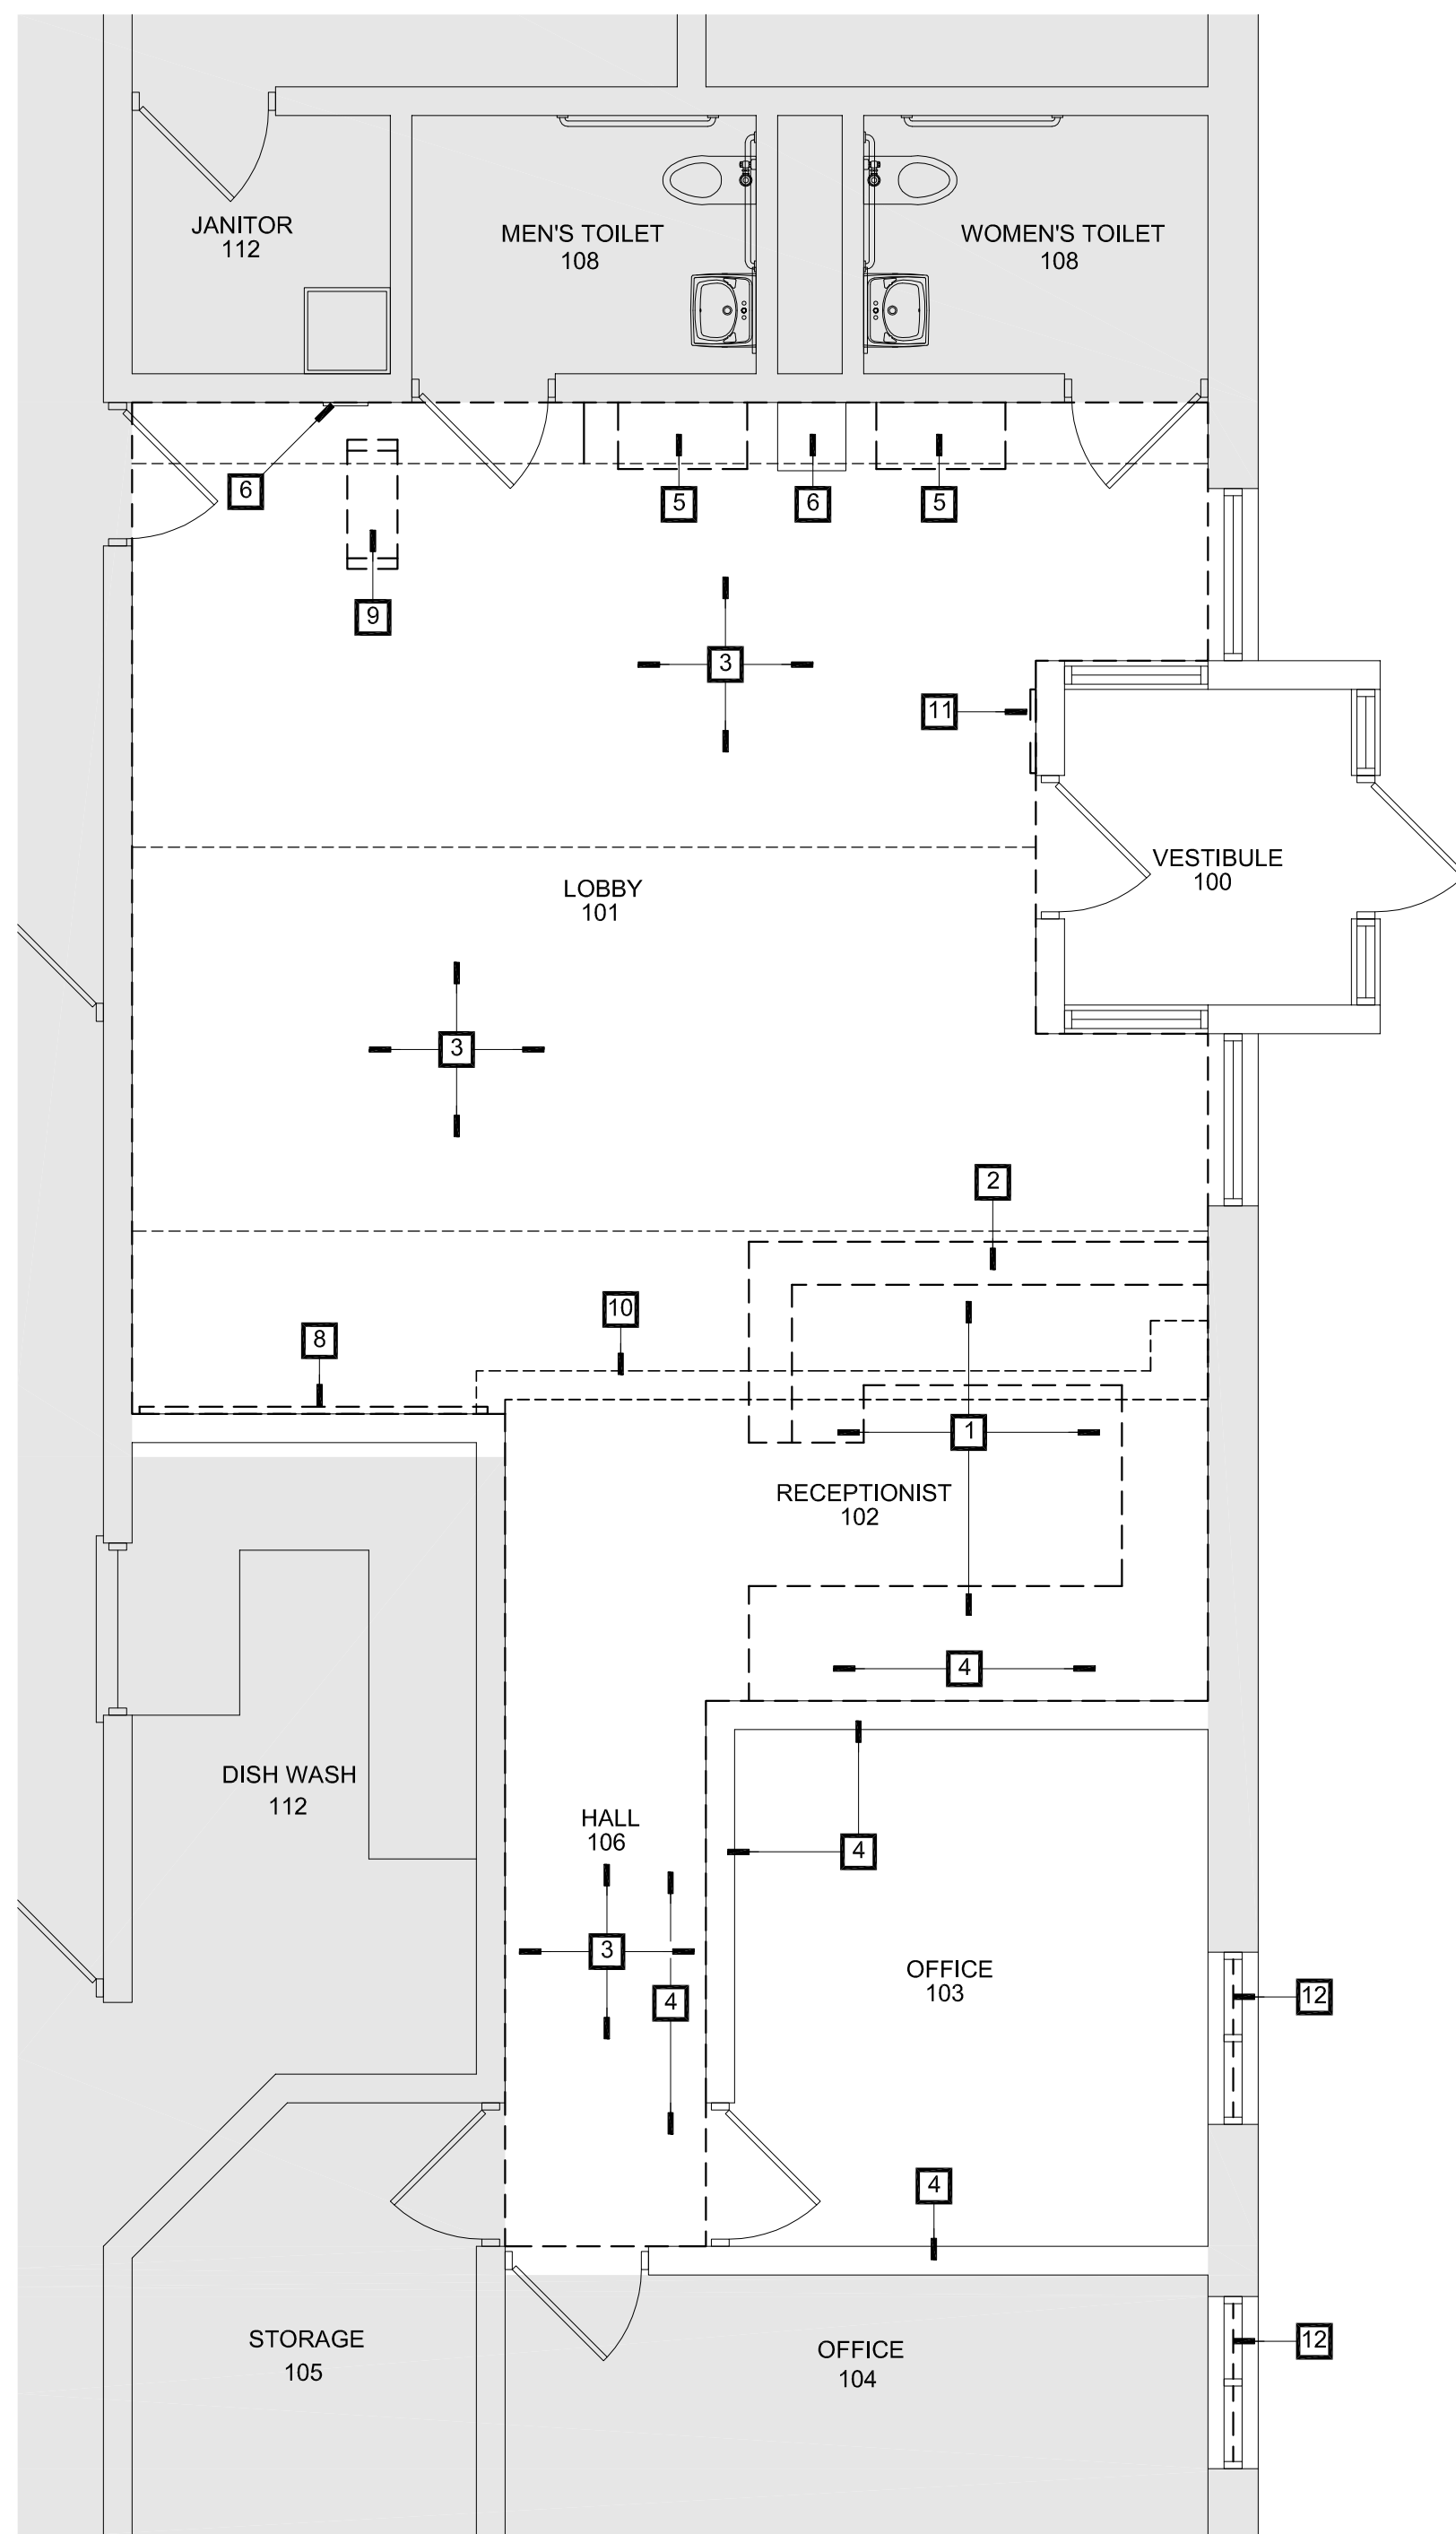 JANITOR
112
MEN'S TOILET
108
WOMEN'S TOILET
108
6
5
6
5
9
3
11
VESTIBULE
100
LOBBY
101
3
2
10
8
1
RECEPTIONIST
102
4
DISH WASH
112
HALL
106
4
3
4
OFFICE
103
12
4
STORAGE
105
OFFICE
104
12